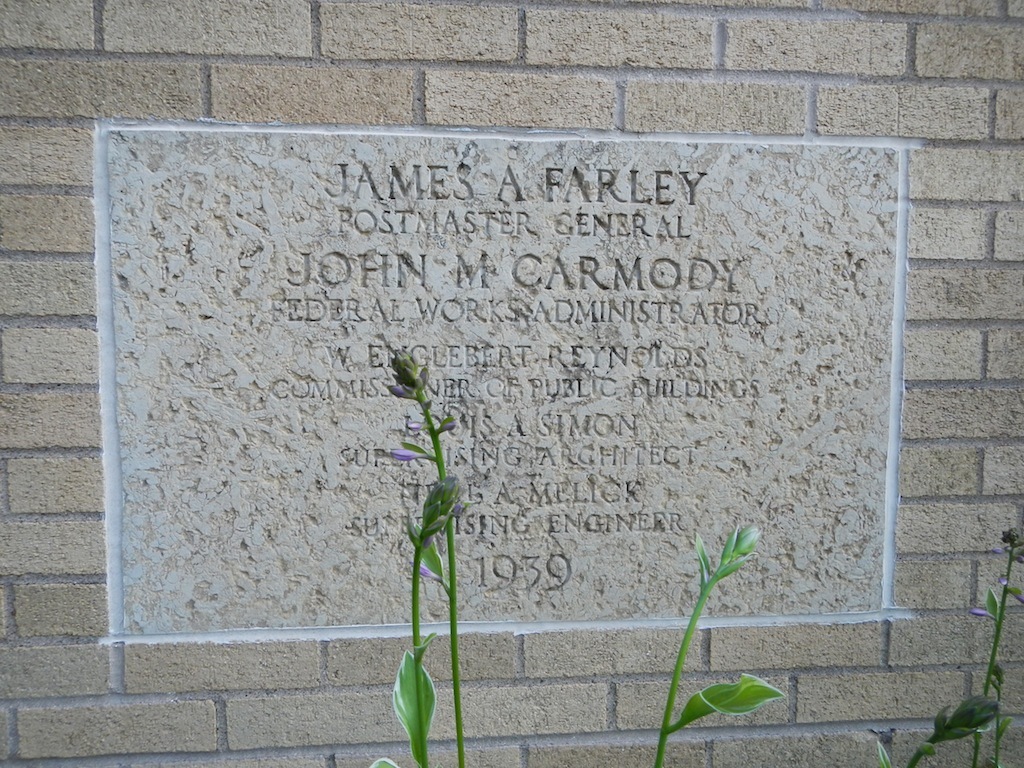 JAMES A FARLEY
POSTMASTER GENERAL
JOHN M CARMODY
FEDERAL WORKS ADMINISTRATOR
W ENGLEBERT REYNOLDS
COMMISSIONER OF PUBLIC BUILDINGS
LOUIS A SIMON
SUPERVISING ARCHITECT
NEAL A MELICK
SUPERVISING ENGINEER
1939